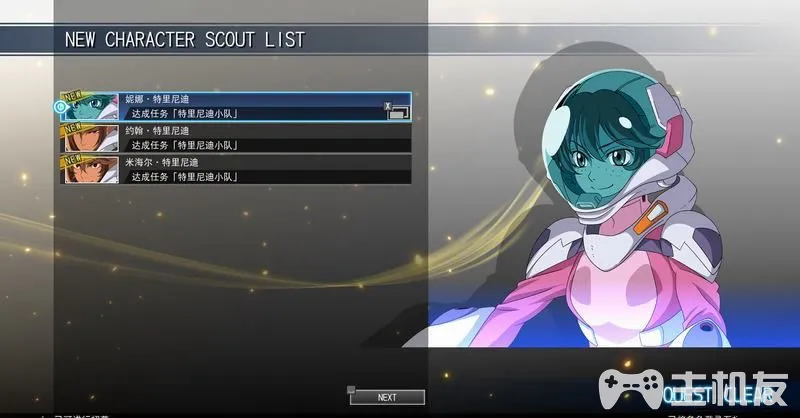 NEW CHARACTER SCOUT LIST
NEW
妮娜·特里尼迪
达成任务「特里尼迪小队」
X
NEW
约翰·特里尼迪
达成任务「特里尼迪小队」
NEW
米海尔·特里尼迪
达成任务「特里尼迪小队」
NEXT
QUEST CLEAR
主机友